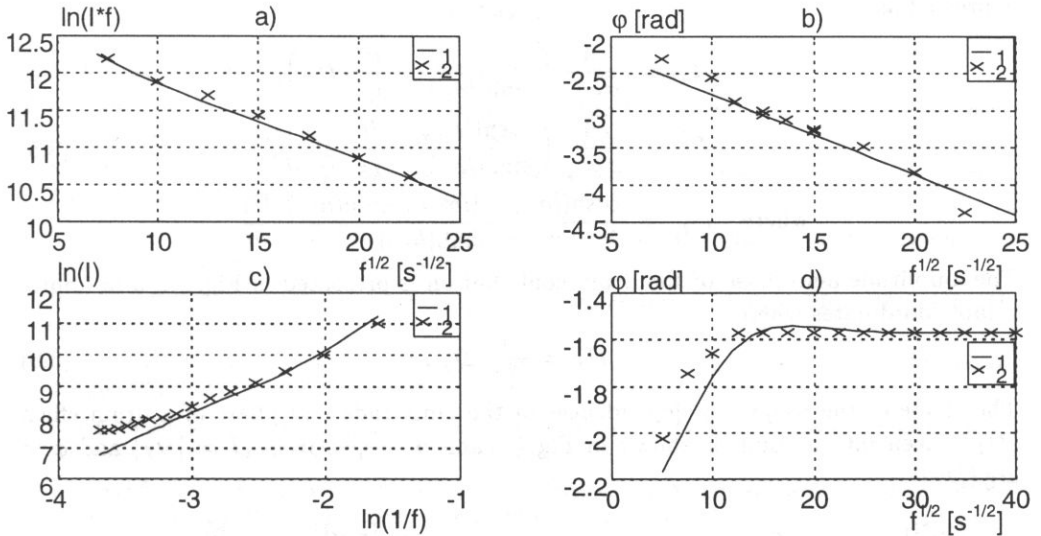 ln(I*f) a)
12.5
12
11.5
11
10.5
10
5 10 15 20 25
f^1/2 [s^-1/2]
1
2
φ [rad] b)
-2
-2.5
-3
-3.5
-4
-4.5
5 10 15 20 25
f^1/2 [s^-1/2]
1
2
ln(I) c)
12
11
10
9
8
7
6
-4 -3 -2 -1
ln(1/f)
1
2
φ [rad] d)
-1.4
-1.6
-1.8
-2
-2.2
0 10 20 30 40
f^1/2 [s^-1/2]
1
2